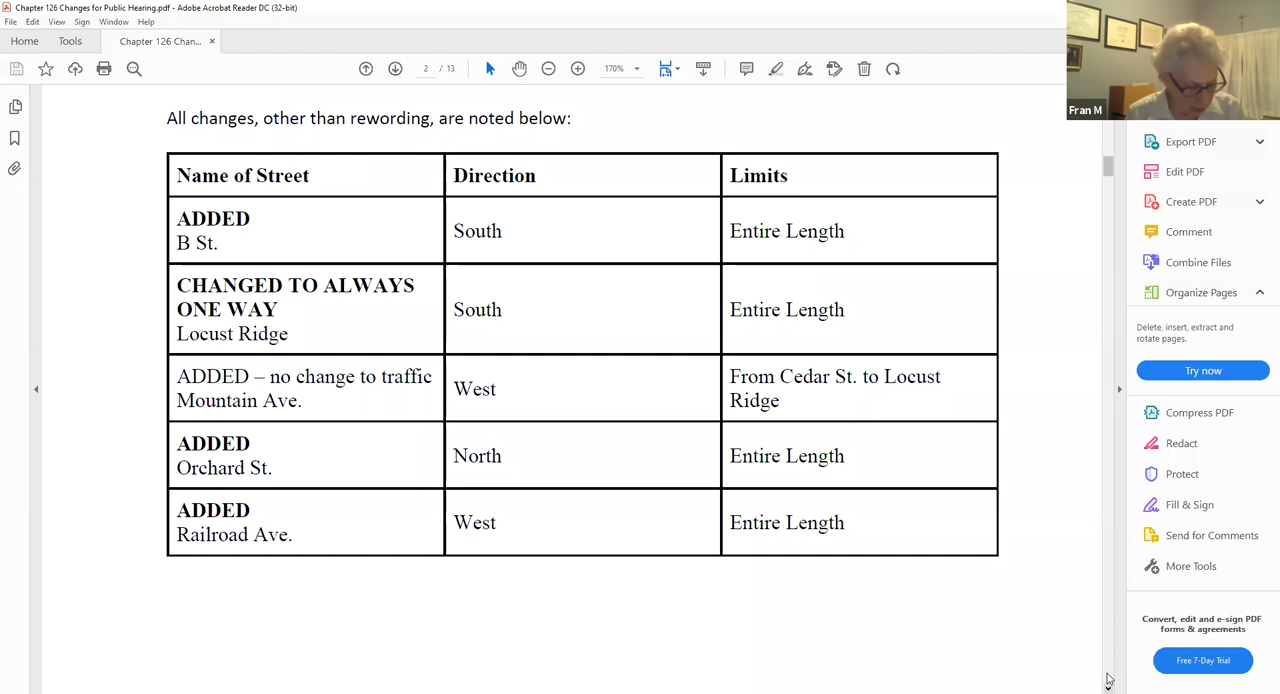 Chapter 126 Changes for Public Hearing.pdf - Adobe Acrobat Reader DC (32-bit)
File Edit View Sign Window Help
Home Tools Chapter 126 Chan... ×
2 / 13 170%
Fran M
All changes, other than rewording, are noted below:
Name of Street Direction Limits
ADDED
B St. South Entire Length
CHANGED TO ALWAYS
ONE WAY
Locust Ridge South Entire Length
ADDED – no change to traffic
Mountain Ave. West From Cedar St. to Locust
Ridge
ADDED
Orchard St. North Entire Length
ADDED
Railroad Ave. West Entire Length
Export PDF
Edit PDF
Create PDF
Comment
Combine Files
Organize Pages
Delete, insert, extract and
rotate pages.
Try now
Compress PDF
Redact
Protect
Fill & Sign
Send for Comments
More Tools
Convert, edit and e-sign PDF
forms & agreements
Free 7-Day Trial